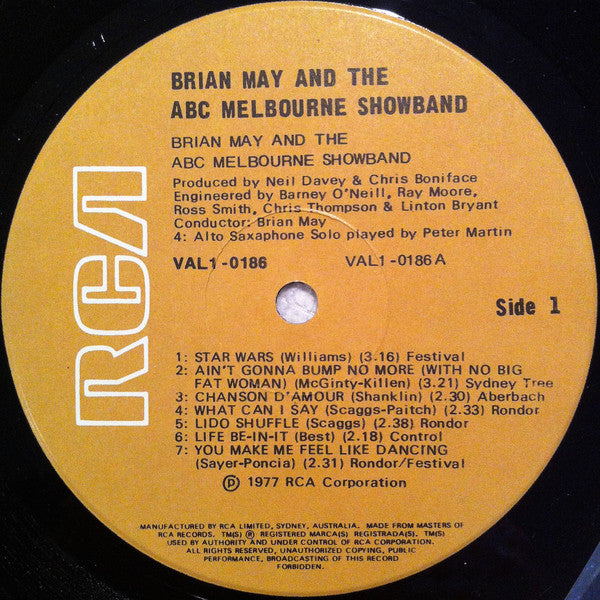 BRIAN MAY AND THE
ABC MELBOURNE SHOWBAND
BRIAN MAY AND THE
ABC MELBOURNE SHOWBAND
Produced by Neil Davey & Chris Boniface
Engineered by Barney O'Neill, Ray Moore,
Ross Smith, Chris Thompson & Linton Bryant
Conductor: Brian May
4: Alto Saxaphone Solo played by Peter Martin
VAL1-0186 VAL1-0186A
RCA
Side 1
1: STAR WARS (Williams) (3.16) Festival
2: AIN'T GONNA BUMP NO MORE (WITH NO BIG
FAT WOMAN) (McGinty-Killen) (3.21) Sydney Tree
3: CHANSON D'AMOUR (Shanklin) (2.30) Aberbach
4: WHAT CAN I SAY (Scaggs-Paitch) (2.33) Rondor
5: LIDO SHUFFLE (Scaggs) (2.38) Rondor
6: LIFE BE-IN-IT (Best) (2.18) Control
7: YOU MAKE ME FEEL LIKE DANCING
(Sayer-Poncia) (2.31) Rondor/Festival
℗ 1977 RCA Corporation
MANUFACTURED BY RCA LIMITED, SYDNEY, AUSTRALIA. MADE FROM MASTERS OF
RCA RECORDS. TM(S) ® REGISTERED MARCA(S) REGISTRADA(S). TM(S)
USED BY AUTHORITY AND UNDER CONTROL OF RCA CORPORATION.
ALL RIGHTS RESERVED, UNAUTHORIZED COPYING, PUBLIC
PERFORMANCE, BROADCASTING OF THIS RECORD
FORBIDDEN.